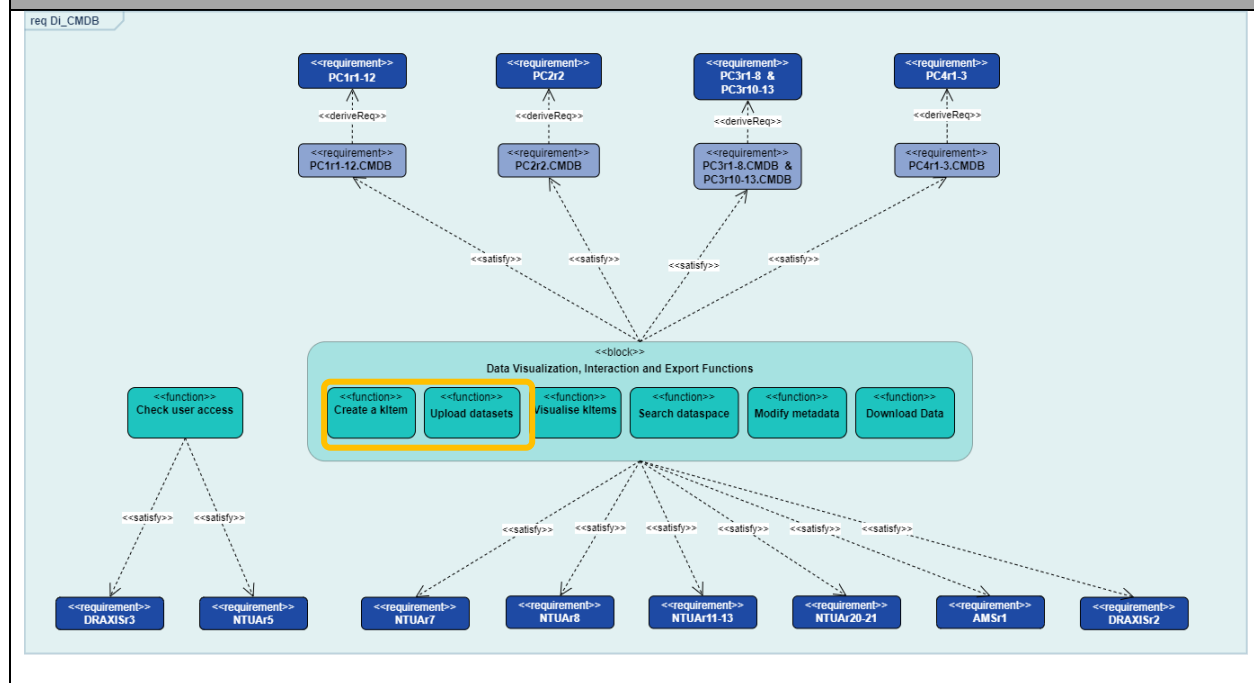 req Di_CMDB
<<requirement>>
PC1r1-12
<<requirement>>
PC2r2
<<requirement>>
PC3r1-8 &
PC3r10-13
<<requirement>>
PC4r1-3
<<deriveReq>>
<<deriveReq>>
<<deriveReq>>
<<deriveReq>>
<<requirement>>
PC1r1-12.CMDB
<<requirement>>
PC2r2.CMDB
<<requirement>>
PC3r1-8.CMDB &
PC3r10-13.CMDB
<<requirement>>
PC4r1-3.CMDB
<<satisfy>>
<<satisfy>>
<<satisfy>>
<<satisfy>>
<<block>>
Data Visualization, Interaction and Export Functions
<<function>>
Check user access
<<function>>
Create a kItem
<<function>>
Upload datasets
<<function>>
Visualise kItems
<<function>>
Search dataspace
<<function>>
Modify metadata
<<function>>
Download Data
<<satisfy>>
<<satisfy>>
<<satisfy>>
<<satisfy>>
<<satisfy>>
<<satisfy>>
<<satisfy>>
<<satisfy>>
<<requirement>>
DRAXISr3
<<requirement>>
NTUAr5
<<requirement>>
NTUAr7
<<requirement>>
NTUAr8
<<requirement>>
NTUAr11-13
<<requirement>>
NTUAr20-21
<<requirement>>
AMSr1
<<requirement>>
DRAXISr2